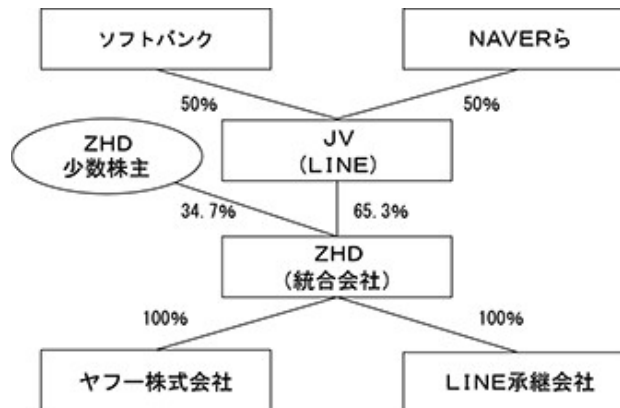 ソフトバンク
NAVERら
50%
50%
ZHD
少数株主
JV
(LINE)
34.7%
65.3%
ZHD
(統合会社)
100%
100%
ヤフー株式会社
LINE承継会社